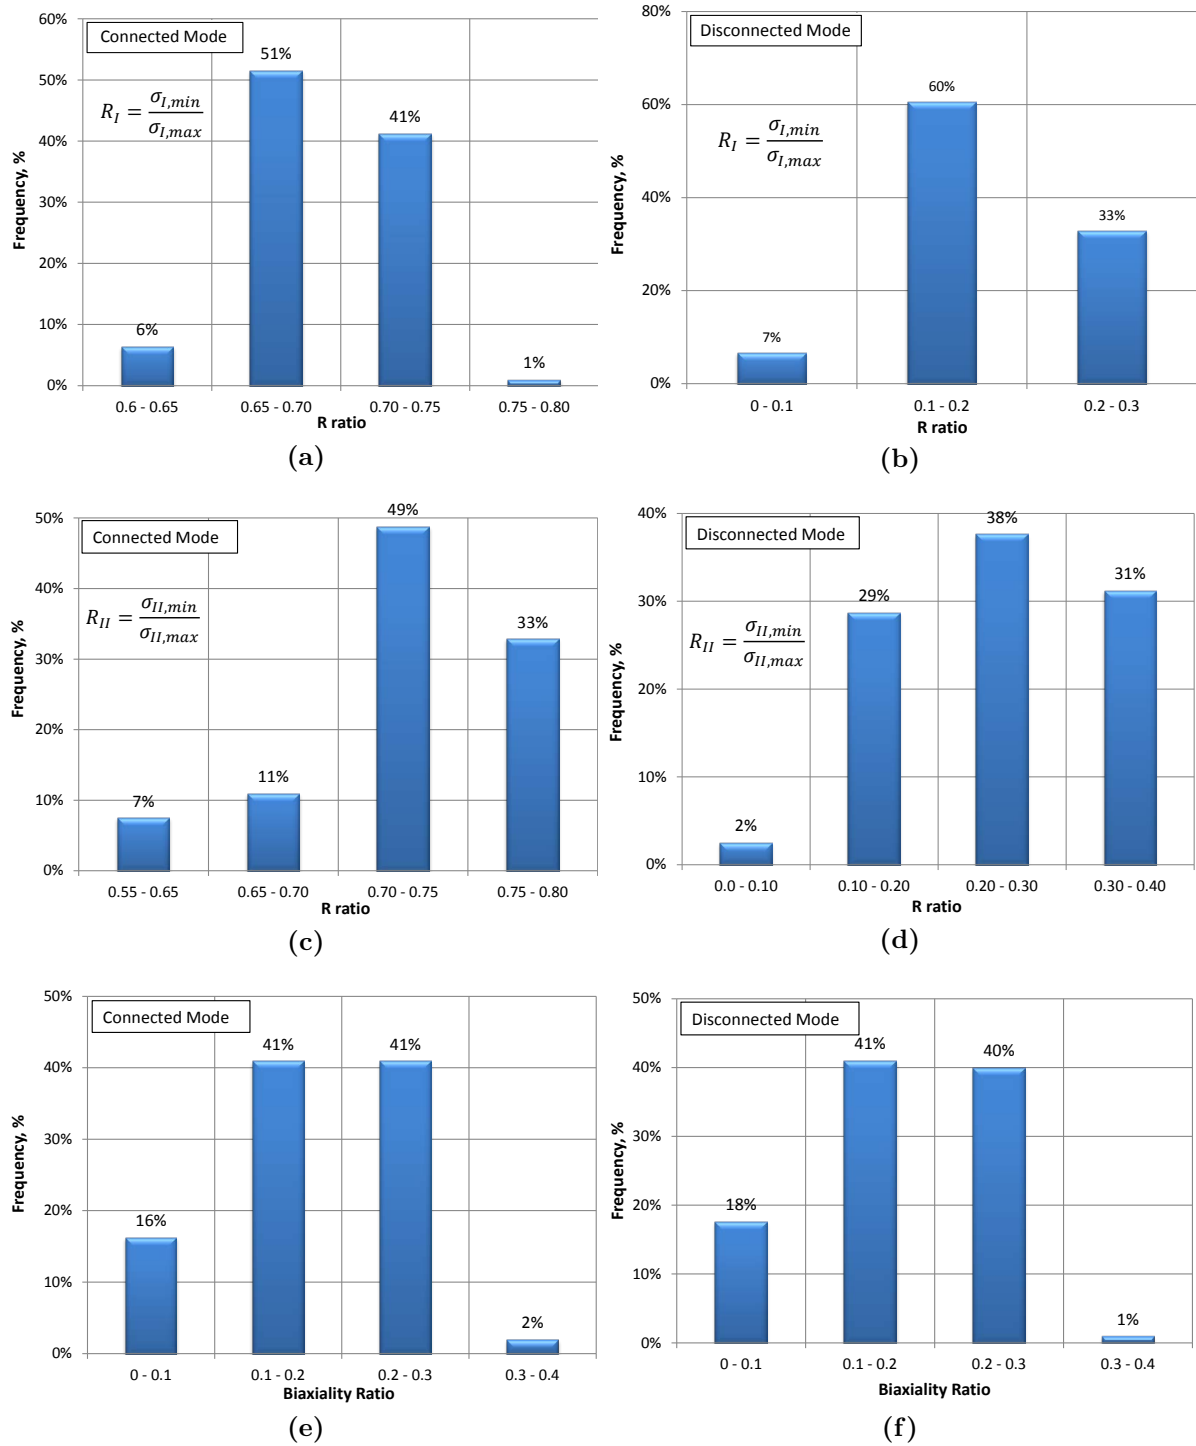 Connected Mode
R_I = σ_I,min / σ_I,max
Frequency, %
60%
50%
40%
30%
20%
10%
0%
6%
51%
41%
1%
0.6 - 0.65
0.65 - 0.70
0.70 - 0.75
0.75 - 0.80
R ratio
(a)
Disconnected Mode
R_I = σ_I,min / σ_I,max
Frequency, %
80%
60%
40%
20%
0%
7%
60%
33%
0 - 0.1
0.1 - 0.2
0.2 - 0.3
R ratio
(b)
Connected Mode
R_II = σ_II,min / σ_II,max
Frequency, %
50%
40%
30%
20%
10%
0%
7%
11%
49%
33%
0.55 - 0.65
0.65 - 0.70
0.70 - 0.75
0.75 - 0.80
R ratio
(c)
Disconnected Mode
R_II = σ_II,min / σ_II,max
Frequency, %
40%
30%
20%
10%
0%
2%
29%
38%
31%
0.0 - 0.10
0.10 - 0.20
0.20 - 0.30
0.30 - 0.40
R ratio
(d)
Connected Mode
Frequency, %
50%
40%
30%
20%
10%
0%
16%
41%
41%
2%
0 - 0.1
0.1 - 0.2
0.2 - 0.3
0.3 - 0.4
Biaxiality Ratio
(e)
Disconnected Mode
Frequency, %
50%
40%
30%
20%
10%
0%
18%
41%
40%
1%
0 - 0.1
0.1 - 0.2
0.2 - 0.3
0.3 - 0.4
Biaxiality Ratio
(f)